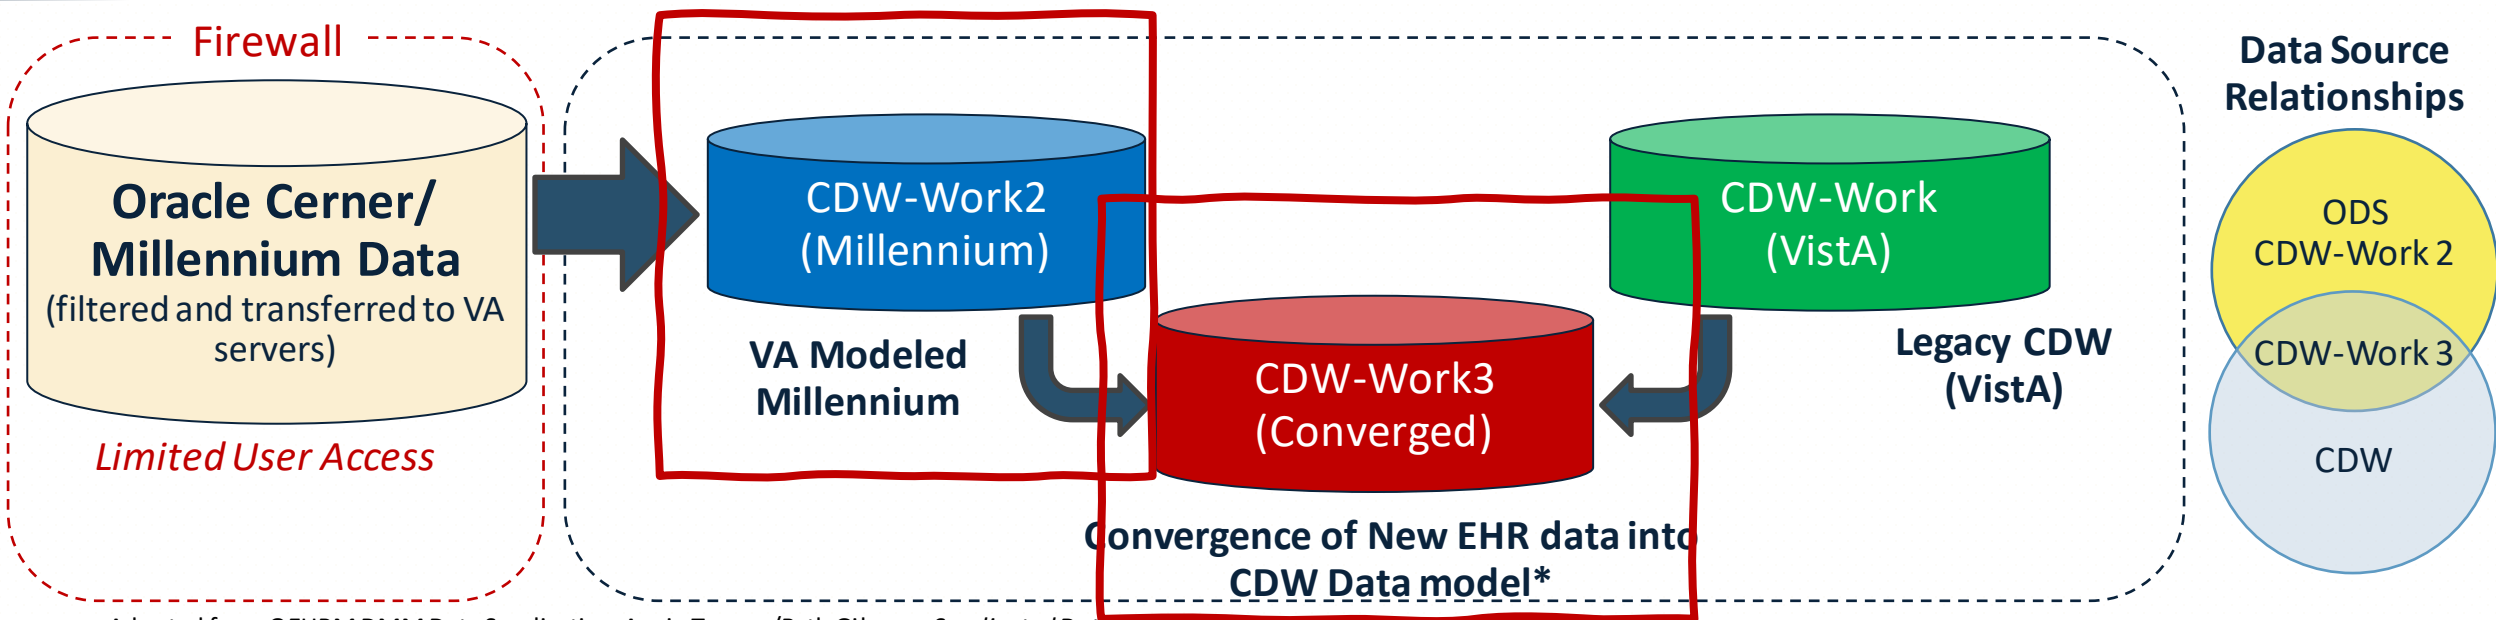 Firewall
Oracle Cerner/
Millennium Data
(filtered and transferred to VA
servers)
Limited User Access
CDW-Work2
(Millennium)
VA Modeled
Millennium
CDW-Work3
(Converged)
Convergence of New EHR data into
CDW Data model*
CDW-Work
(VistA)
Legacy CDW
(VistA)
Data Source
Relationships
ODS
CDW-Work 2
CDW-Work 3
CDW